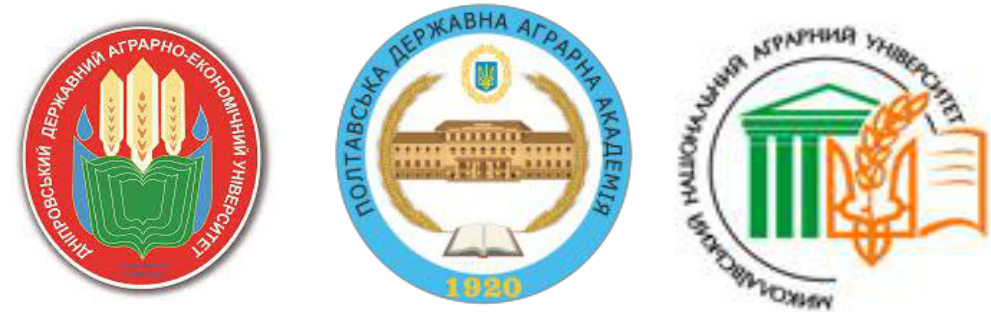 ДНІПРОВСЬКИЙ ДЕРЖАВНИЙ АГРАРНО-ЕКОНОМІЧНИЙ УНІВЕРСИТЕТ
ПОЛТАВСЬКА ДЕРЖАВНА АГРАРНА АКАДЕМІЯ
1920
МИКОЛАЇВСЬКИЙ НАЦІОНАЛЬНИЙ АГРАРНИЙ УНІВЕРСИТЕТ